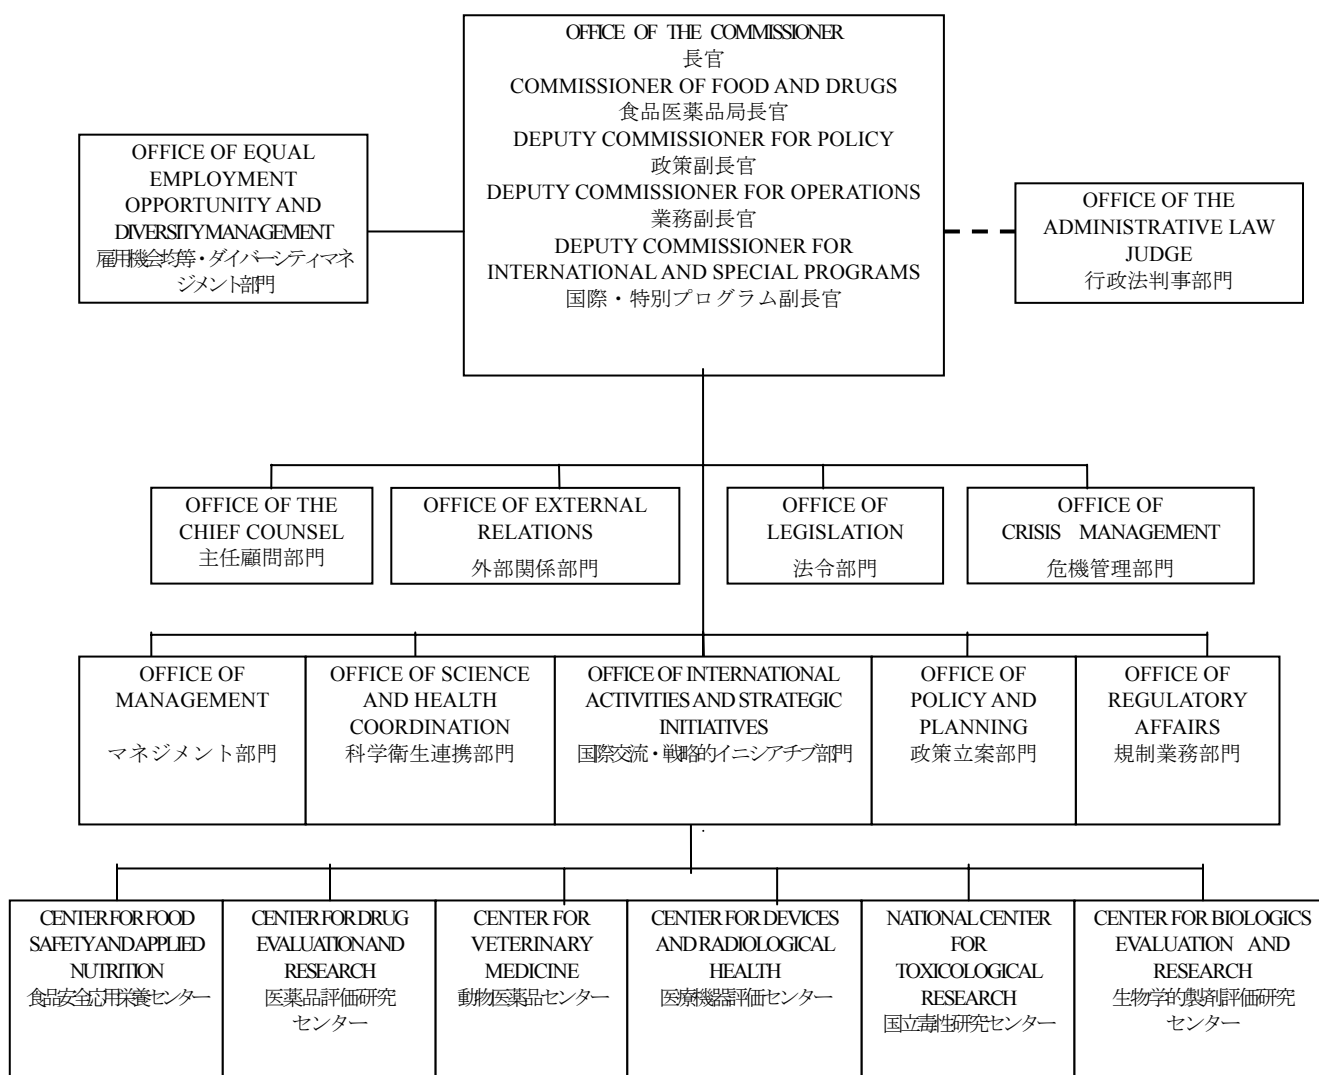 OFFICE OF THE COMMISSIONER
長官
COMMISSIONER OF FOOD AND DRUGS
食品医薬品局長官
DEPUTY COMMISSIONER FOR POLICY
政策副長官
DEPUTY COMMISSIONER FOR OPERATIONS
業務副長官
DEPUTY COMMISSIONER FOR
INTERNATIONAL AND SPECIAL PROGRAMS
国際・特別プログラム副長官
OFFICE OF EQUAL
EMPLOYMENT
OPPORTUNITY AND
DIVERSITY MANAGEMENT
雇用機会均等・ダイバーシティマネ
ジメント部門
OFFICE OF THE
ADMINISTRATIVE LAW
JUDGE
行政法判事部門
OFFICE OF THE
CHIEF COUNSEL
主任顧問部門
OFFICE OF EXTERNAL
RELATIONS
外部関係部門
OFFICE OF
LEGISLATION
法令部門
OFFICE OF
CRISIS MANAGEMENT
危機管理部門
OFFICE OF
MANAGEMENT
マネジメント部門
OFFICE OF SCIENCE
AND HEALTH
COORDINATION
科学衛生連携部門
OFFICE OF INTERNATIONAL
ACTIVITIES AND STRATEGIC
INITIATIVES
国際交流・戦略的イニシアチブ部門
OFFICE OF
POLICY AND
PLANNING
政策立案部門
OFFICE OF
REGULATORY
AFFAIRS
規制業務部門
CENTER FOR FOOD
SAFETY AND APPLIED
NUTRITION
食品安全応用栄養センター
CENTER FOR DRUG
EVALUATION AND
RESEARCH
医薬品評価研究
センター
CENTER FOR
VETERINARY
MEDICINE
動物医薬品センター
CENTER FOR DEVICES
AND RADIOLOGICAL
HEALTH
医療機器評価センター
NATIONAL CENTER
FOR
TOXICOLOGICAL
RESEARCH
国立毒性研究センター
CENTER FOR BIOLOGICS
EVALUATION AND
RESEARCH
生物学的製剤評価研究
センター